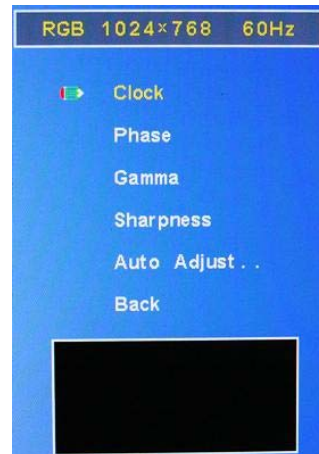 RGB 1024×768 60Hz
Clock
Phase
Gamma
Sharpness
Auto Adjust..
Back